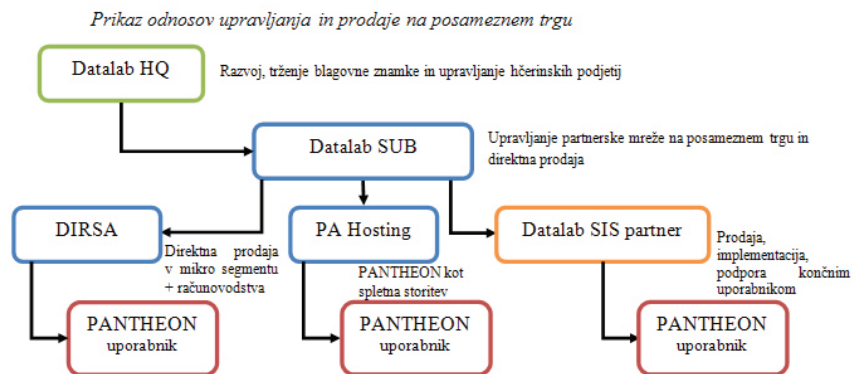 Prikaz odnosov upravljanja in prodaje na posameznem trgu
Datalab HQ
Razvoj, trženje blagovne znamke in upravljanje hčerinskih podjetij
Datalab SUB
Upravljanje partnerske mreže na posameznem trgu in
direktna prodaja
DIRSA
Direktna prodaja
v mikro segmentu
+ računovodstva
PA Hosting
PANTHEON kot
spletna storitev
Datalab SIS partner
Prodaja,
implementacija,
podpora končnim
uporabnikom
PANTHEON
uporabnik
PANTHEON
uporabnik
PANTHEON
uporabnik